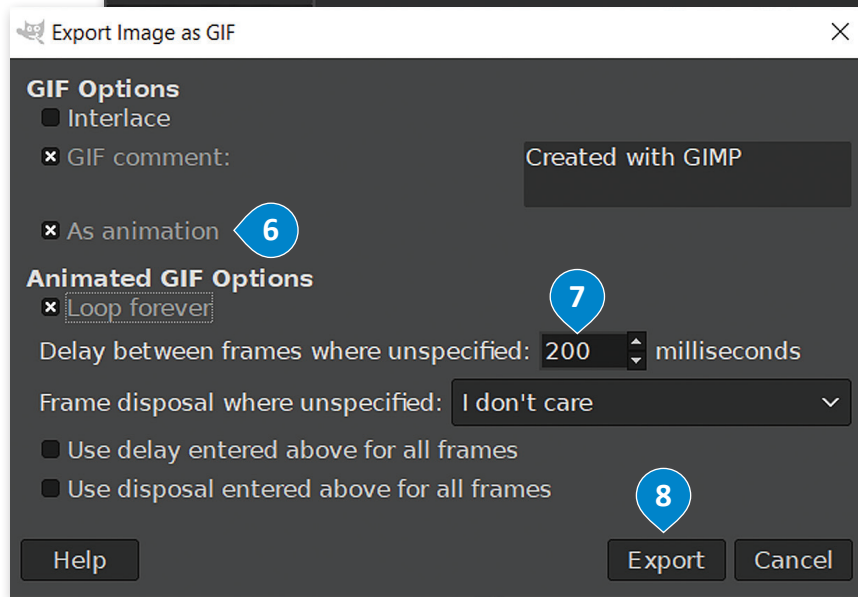 Export Image as GIF
GIF Options
Interlace
GIF comment: Created with GIMP
As animation 6
Animated GIF Options
Loop forever
7
Delay between frames where unspecified: 200 milliseconds
Frame disposal where unspecified: I don't care
Use delay entered above for all frames
Use disposal entered above for all frames
8
Help Export Cancel